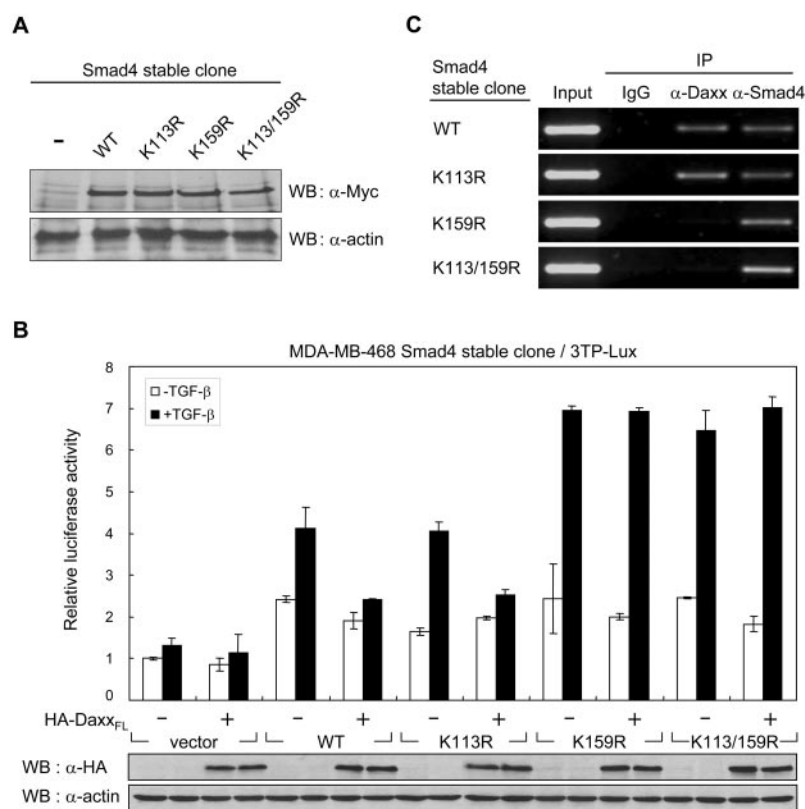 A
Smad4 stable clone
– WT K113R K159R K113/159R
WB : α-Myc
WB : α-actin
C
Smad4
stable clone
IP
Input IgG α-Daxx α-Smad4
WT
K113R
K159R
K113/159R
B
MDA-MB-468 Smad4 stable clone / 3TP-Lux
-TGF-β
+TGF-β
Relative luciferase activity
8
7
6
5
4
3
2
1
0
HA-DaxxFL – + – + – + – + – +
vector WT K113R K159R K113/159R
WB : α-HA
WB : α-actin